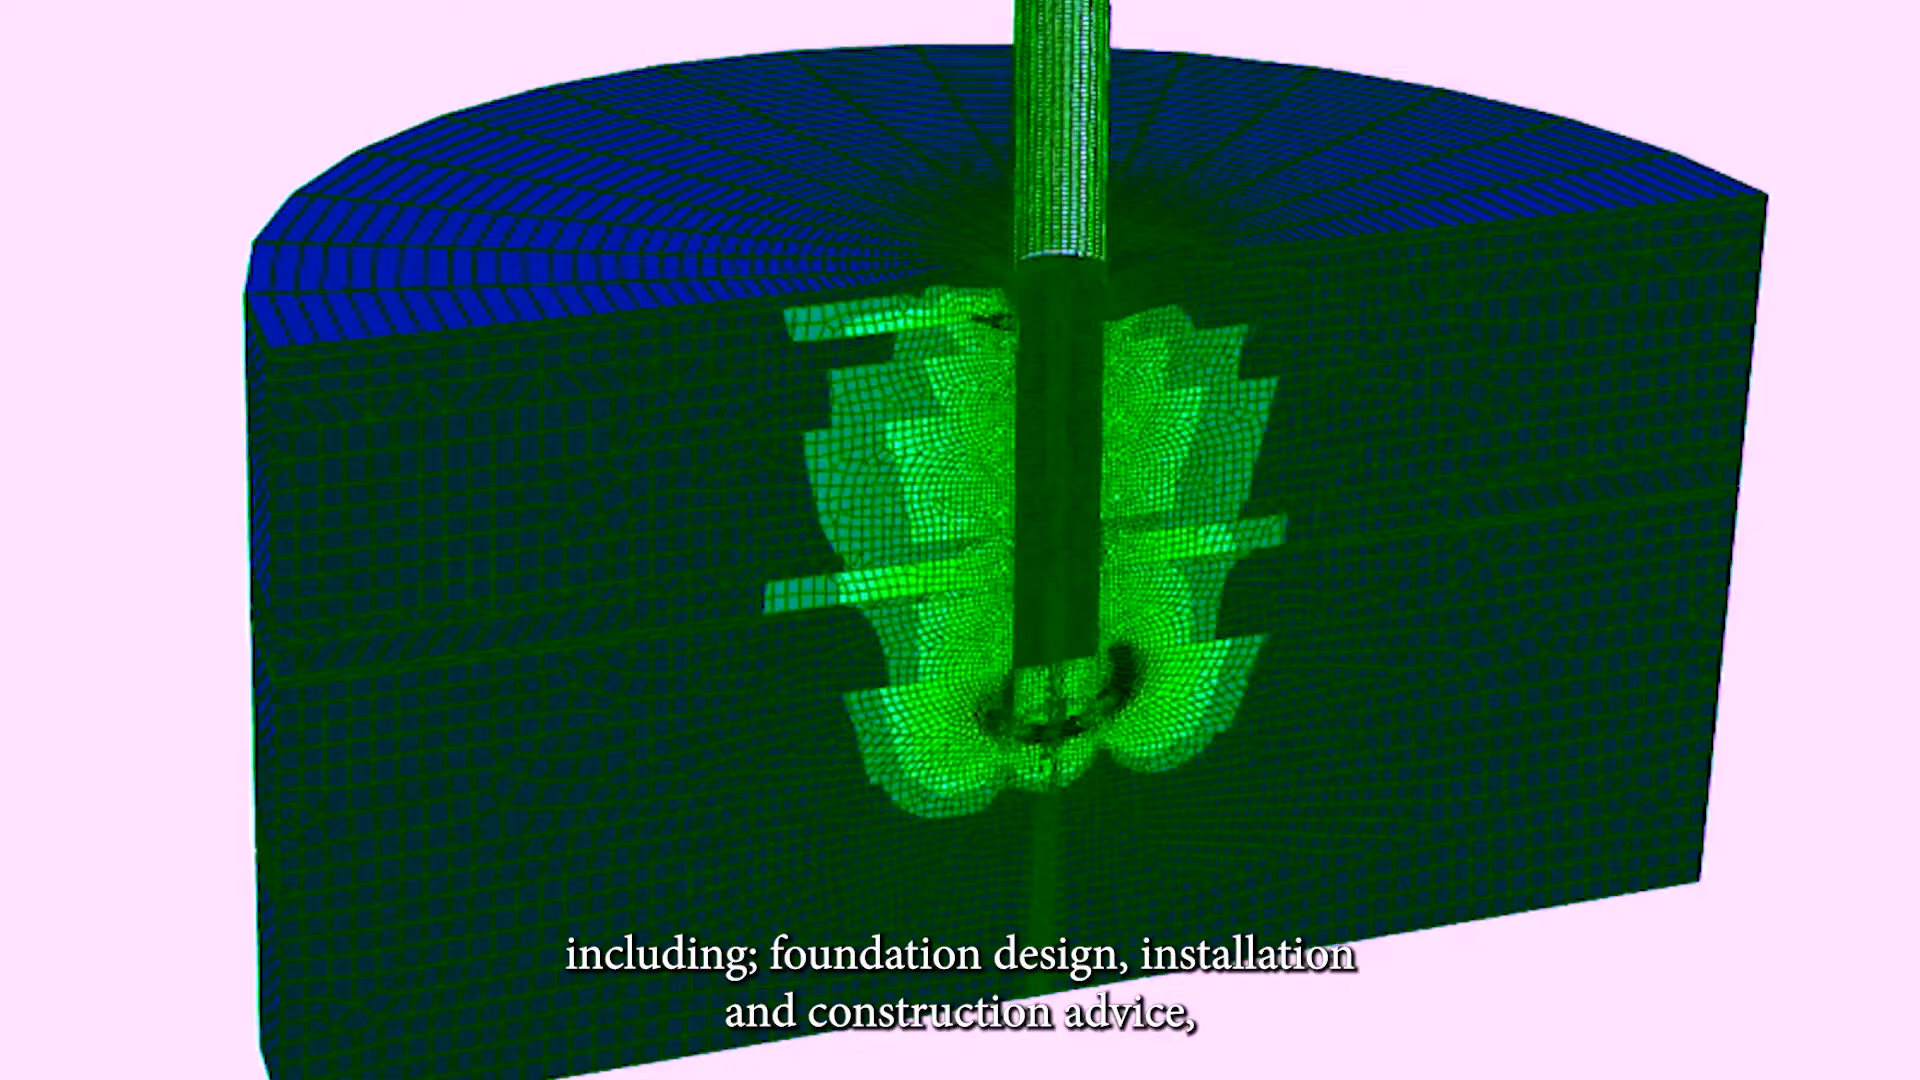 including; foundation design, installation
and construction advice,